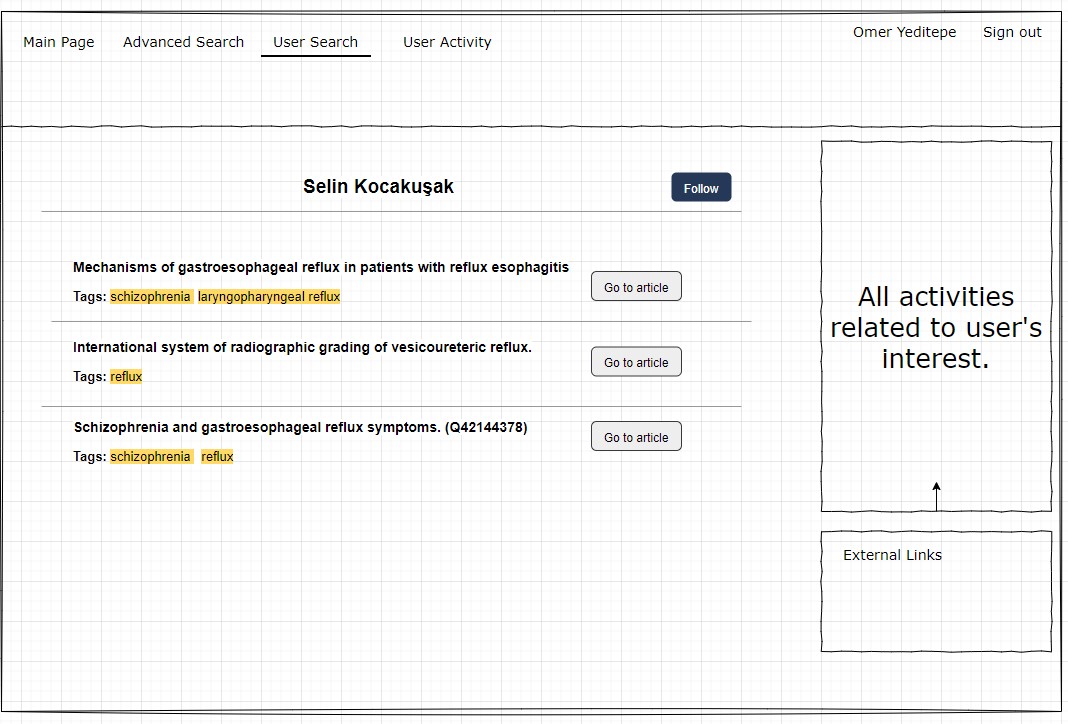 Main Page Advanced Search User Search User Activity Omer Yeditepe Sign out
Selin Kocakuşak Follow
Mechanisms of gastroesophageal reflux in patients with reflux esophagitis
Go to article
Tags: schizophrenia laryngopharyngeal reflux
International system of radiographic grading of vesicoureteric reflux.
Go to article
Tags: reflux
Schizophrenia and gastroesophageal reflux symptoms. (Q42144378)
Go to article
Tags: schizophrenia reflux
All activities
related to user's
interest.
External Links